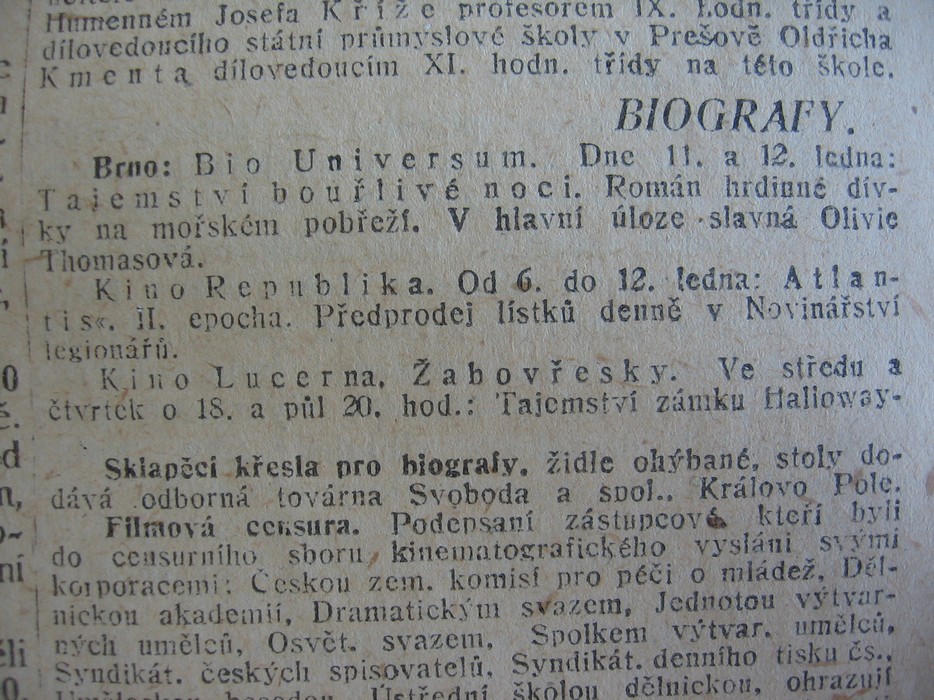 Humenném Josefa Kříže profesorem IX. hodn. třídy a
dílovedoucího státní průmyslové školy v Prešově Oldřicha
Kmenta dílovedoucím XI. hodn. třídy na této škole.
BIOGRAFY.
Brno: Bio Universum. Dne 11. a 12. ledna:
Tajemství bouřlivé noci. Román hrdinné dív-
ky na mořském pobřeží. V hlavní úloze slavná Olivie
Thomasová.
Kino Republika. Od 6. do 12. ledna: Atlan-
tis«. II. epocha. Předprodej lístků denně v Novinářství
legionářů.
Kino Lucerna, Žabovřesky. Ve středu a
čtvrtek o 18. a půl 20. hod.: Tajemství zámku Halloway-
Sklápěcí křesla pro biografy, židle ohýbané, stoly do-
dává odborná továrna Svoboda a spol., Královo Pole.
Filmová censura. Podepsaní zástupcové, kteří byli
do censurního sboru kinematografického vysláni svými
korporacemi: Českou zem. komisí pro péči o mládež, Děl-
nickou akademií, Dramatickým svazem, Jednotou výtvar-
ných umělců, Osvět. svazem, Spolkem výtvar. umělců,
Syndikát. českých spisovatelů, Syndikát. denního tisku čs.,
Uměleckou besedou, Ústřední školou dělnickou, ohrazují